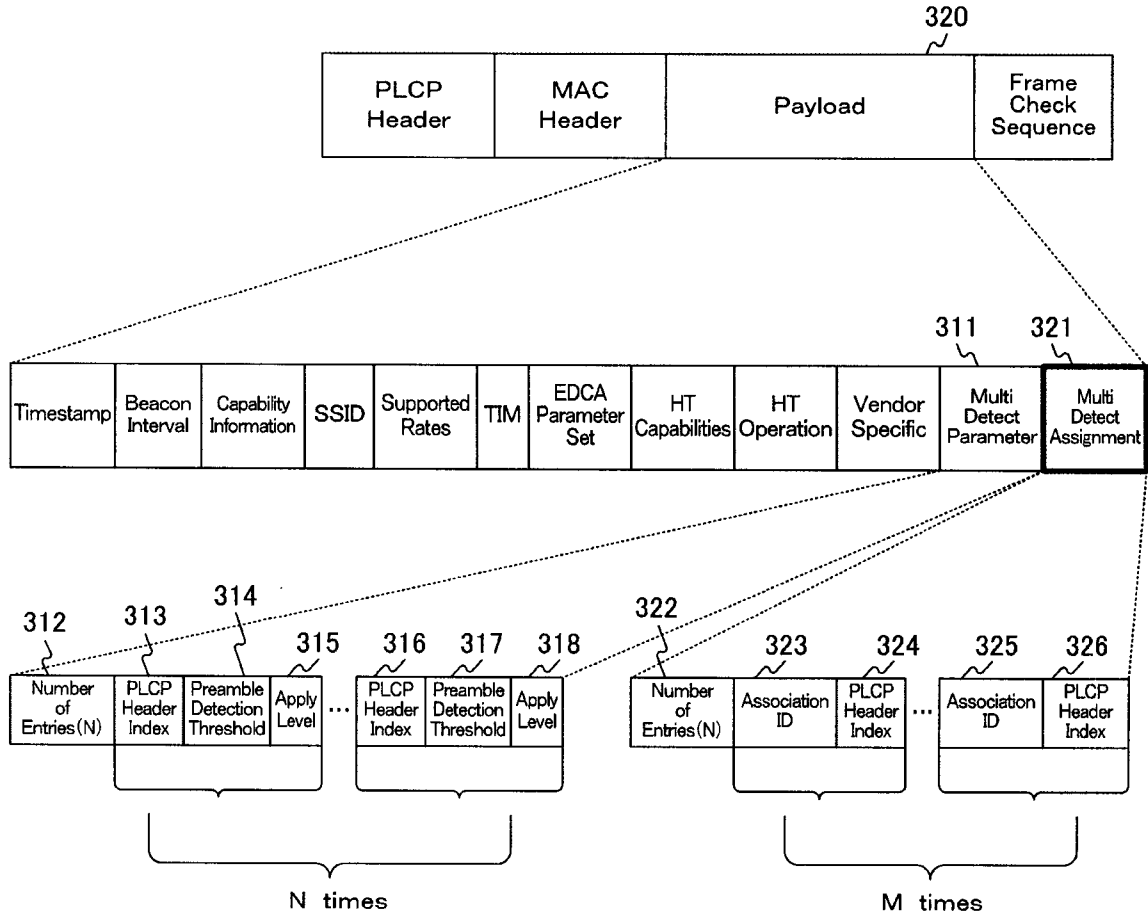 320
PLCP
Header
MAC
Header
Payload
Frame
Check
Sequence
311
321
Timestamp
Beacon
Interval
Capability
Information
SSID
Supported
Rates
TIM
EDCA
Parameter
Set
HT
Capabilities
HT
Operation
Vendor
Specific
Multi
Detect
Parameter
Multi
Detect
Assignment
312
313
314
315
316
317
318
322
323
324
325
326
Number
of
Entries(N)
PLCP
Header
Index
Preamble
Detection
Threshold
Apply
Level
...
PLCP
Header
Index
Preamble
Detection
Threshold
Apply
Level
Number
of
Entries(N)
Association
ID
PLCP
Header
Index
...
Association
ID
PLCP
Header
Index
N times
M times